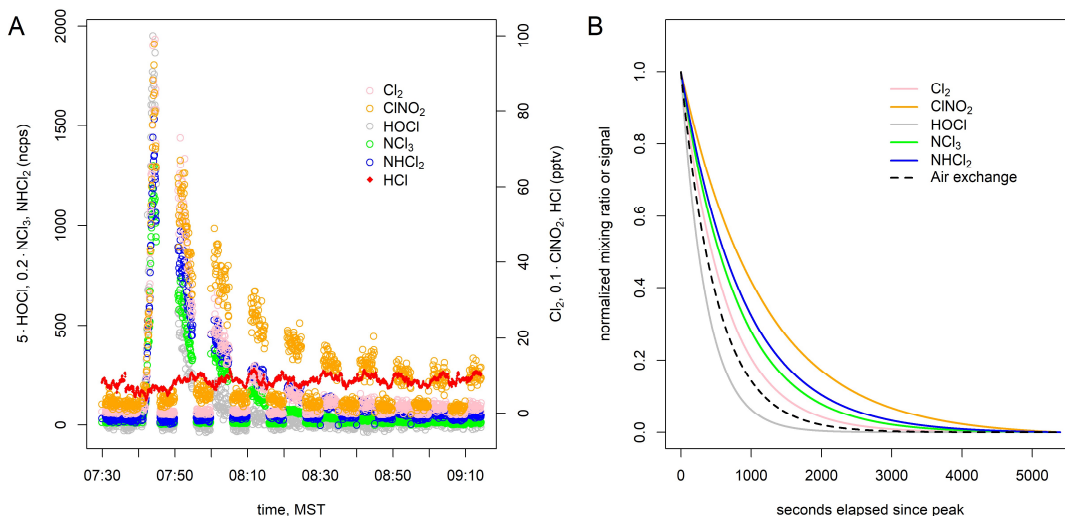 A
2000
1500
1000
500
0
5 · HOCl, 0.2 · NCl₃, NHCl₂ (ncps)
Cl₂
ClNO₂
HOCl
NCl₃
NHCl₂
HCl
100
80
60
40
20
0
Cl₂, 0.1 · ClNO₂, HCl (pptv)
07:30 07:50 08:10 08:30 08:50 09:10
time, MST
B
1.0
0.8
0.6
0.4
0.2
0.0
normalized mixing ratio or signal
Cl₂
ClNO₂
HOCl
NCl₃
NHCl₂
Air exchange
0 1000 2000 3000 4000 5000
seconds elapsed since peak